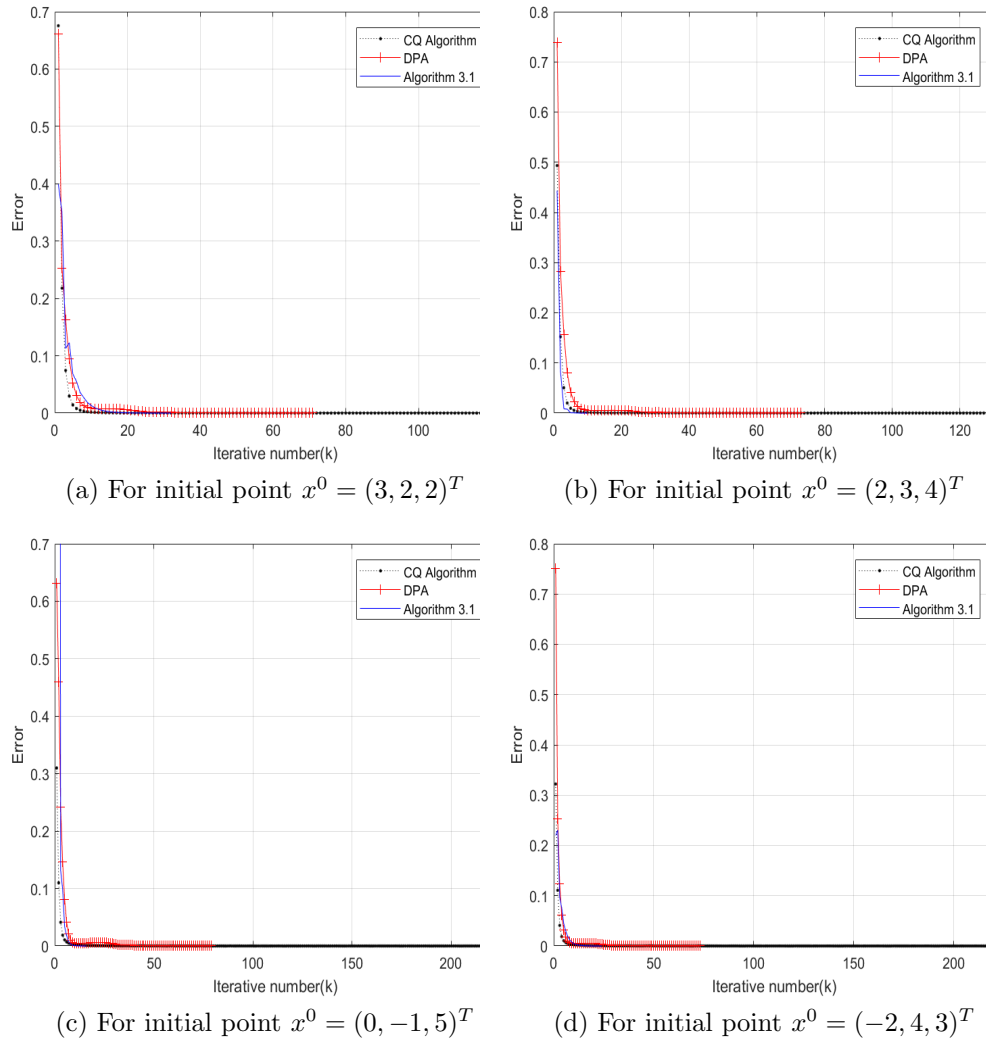 0.7
0.6
0.5
0.4
0.3
0.2
0.1
0
Error
0 20 40 60 80 100
Iterative number(k)
CQ Algorithm
DPA
Algorithm 3.1
(a) For initial point x⁰ = (3, 2, 2)ᵀ
0.8
0.7
0.6
0.5
0.4
0.3
0.2
0.1
0
Error
0 20 40 60 80 100 120
Iterative number(k)
CQ Algorithm
DPA
Algorithm 3.1
(b) For initial point x⁰ = (2, 3, 4)ᵀ
0.7
0.6
0.5
0.4
0.3
0.2
0.1
0
Error
0 50 100 150 200
Iterative number(k)
CQ Algorithm
DPA
Algorithm 3.1
(c) For initial point x⁰ = (0, −1, 5)ᵀ
0.8
0.7
0.6
0.5
0.4
0.3
0.2
0.1
0
Error
0 50 100 150 200
Iterative number(k)
CQ Algorithm
DPA
Algorithm 3.1
(d) For initial point x⁰ = (−2, 4, 3)ᵀ